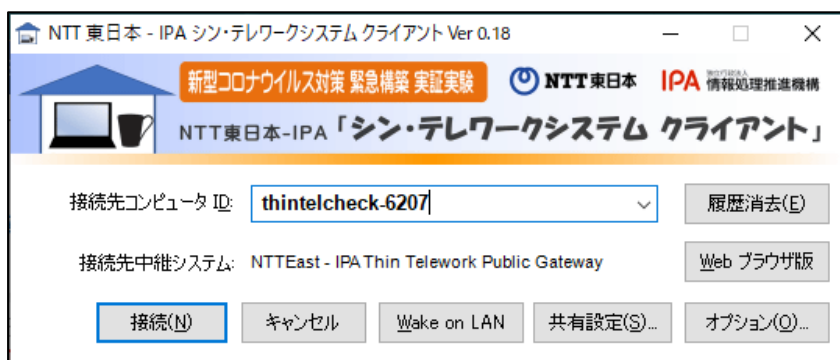 NTT 東日本 - IPA シン・テレワークシステム クライアント Ver 0.18
新型コロナウイルス対策 緊急構築 実証実験 NTT東日本 IPA 独立行政法人 情報処理推進機構
NTT東日本-IPA「シン・テレワークシステム クライアント」
接続先コンピュータ ID: thintelcheck-6207 履歴消去(E)
接続先中継システム: NTTEast - IPA Thin Telework Public Gateway Web ブラウザ版
接続(N) キャンセル Wake on LAN 共有設定(S)... オプション(O)...